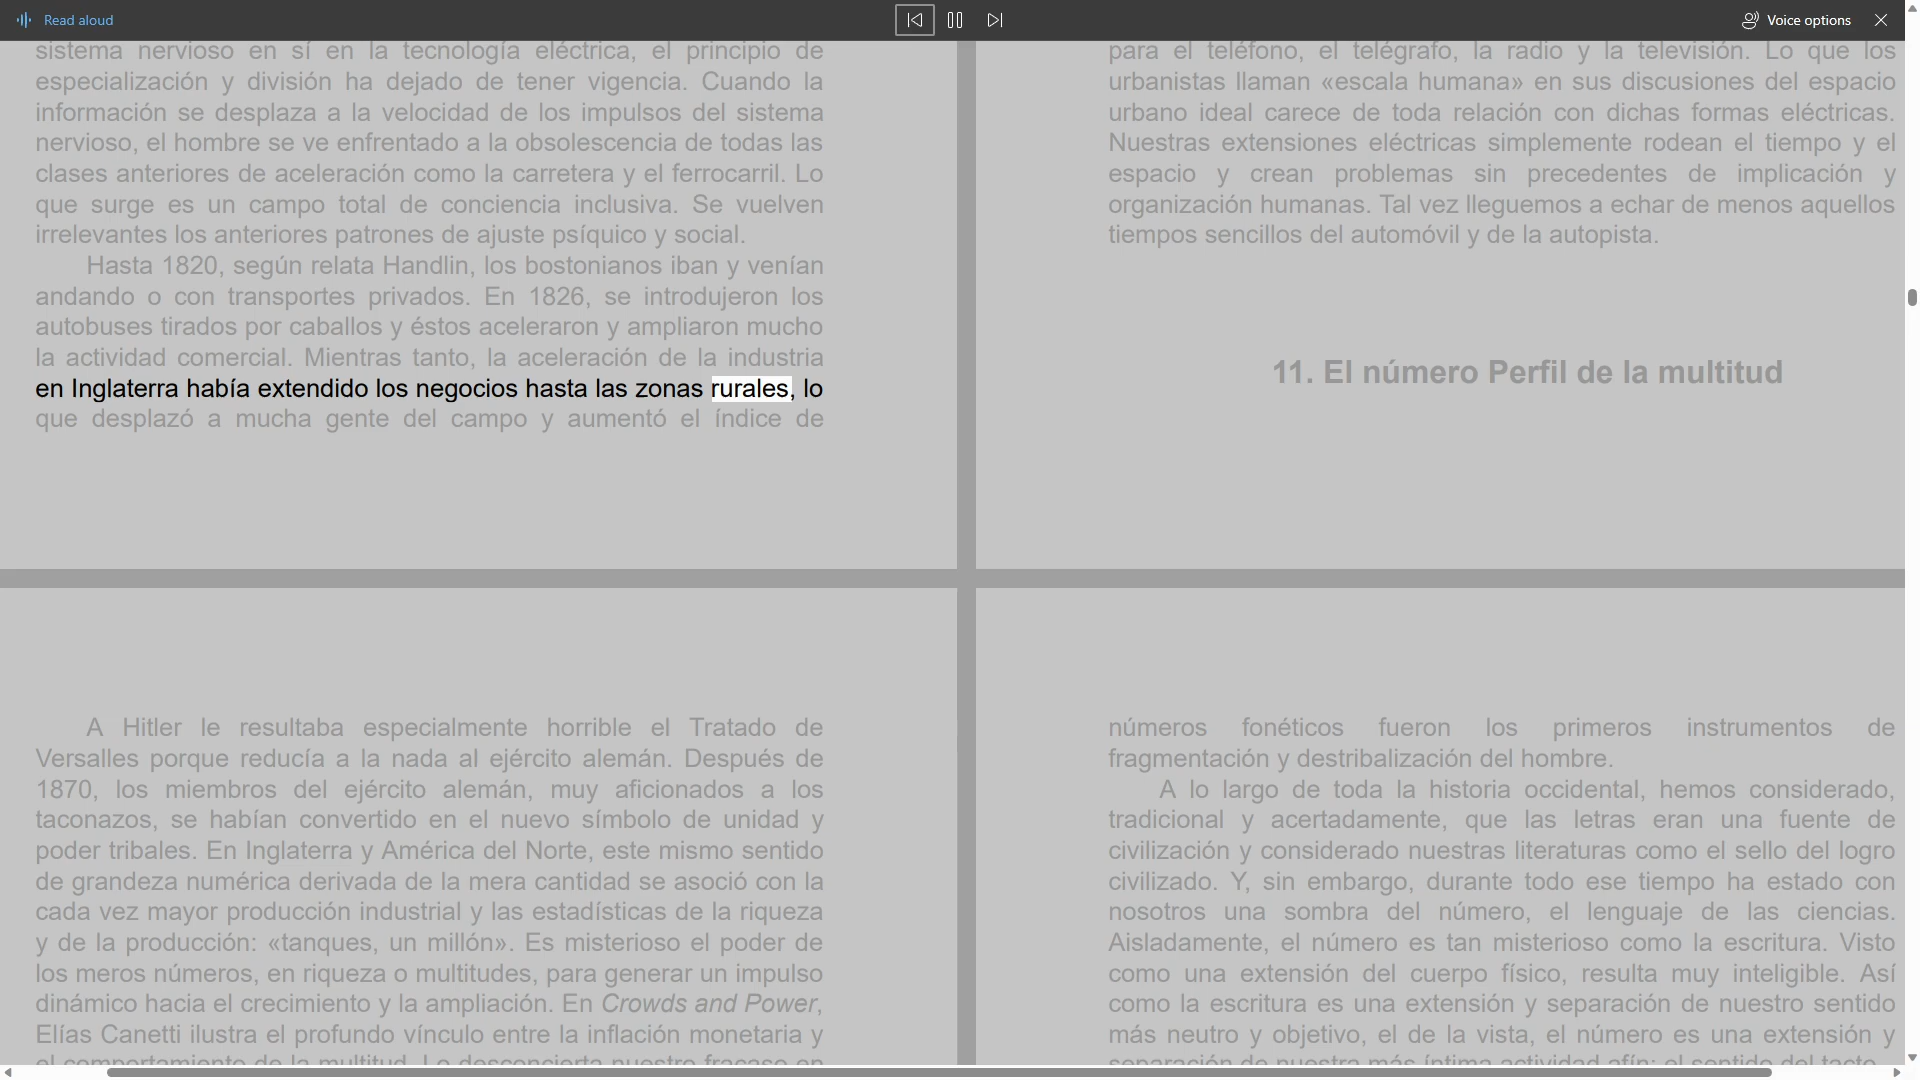 Read aloud
Voice options
sistema nervioso en sí en la tecnología eléctrica, el principio de
especialización y división ha dejado de tener vigencia. Cuando la
información se desplaza a la velocidad de los impulsos del sistema
nervioso, el hombre se ve enfrentado a la obsolescencia de todas las
clases anteriores de aceleración como la carretera y el ferrocarril. Lo
que surge es un campo total de conciencia inclusiva. Se vuelven
irrelevantes los anteriores patrones de ajuste psíquico y social.
Hasta 1820, según relata Handlin, los bostonianos iban y venían
andando o con transportes privados. En 1826, se introdujeron los
autobuses tirados por caballos y éstos aceleraron y ampliaron mucho
la actividad comercial. Mientras tanto, la aceleración de la industria
en Inglaterra había extendido los negocios hasta las zonas rurales, lo
que desplazó a mucha gente del campo y aumentó el índice de
para el teléfono, el telégrafo, la radio y la televisión. Lo que los
urbanistas llaman «escala humana» en sus discusiones del espacio
urbano ideal carece de toda relación con dichas formas eléctricas.
Nuestras extensiones eléctricas simplemente rodean el tiempo y el
espacio y crean problemas sin precedentes de implicación y
organización humanas. Tal vez lleguemos a echar de menos aquellos
tiempos sencillos del automóvil y de la autopista.
11. El número Perfil de la multitud
A Hitler le resultaba especialmente horrible el Tratado de
Versalles porque reducía a la nada al ejército alemán. Después de
1870, los miembros del ejército alemán, muy aficionados a los
taconazos, se habían convertido en el nuevo símbolo de unidad y
poder tribales. En Inglaterra y América del Norte, este mismo sentido
de grandeza numérica derivada de la mera cantidad se asoció con la
cada vez mayor producción industrial y las estadísticas de la riqueza
y de la producción: «tanques, un millón». Es misterioso el poder de
los meros números, en riqueza o multitudes, para generar un impulso
dinámico hacia el crecimiento y la ampliación. En Crowds and Power,
Elías Canetti ilustra el profundo vínculo entre la inflación monetaria y
el comportamiento de la multitud. Lo desconcierta nuestro fracaso en
números fonéticos fueron los primeros instrumentos de
fragmentación y destribalización del hombre.
A lo largo de toda la historia occidental, hemos considerado,
tradicional y acertadamente, que las letras eran una fuente de
civilización y considerado nuestras literaturas como el sello del logro
civilizado. Y, sin embargo, durante todo ese tiempo ha estado con
nosotros una sombra del número, el lenguaje de las ciencias.
Aisladamente, el número es tan misterioso como la escritura. Visto
como una extensión del cuerpo físico, resulta muy inteligible. Así
como la escritura es una extensión y separación de nuestro sentido
más neutro y objetivo, el de la vista, el número es una extensión y
separación de nuestra más íntima actividad afín: el sentido del tacto.